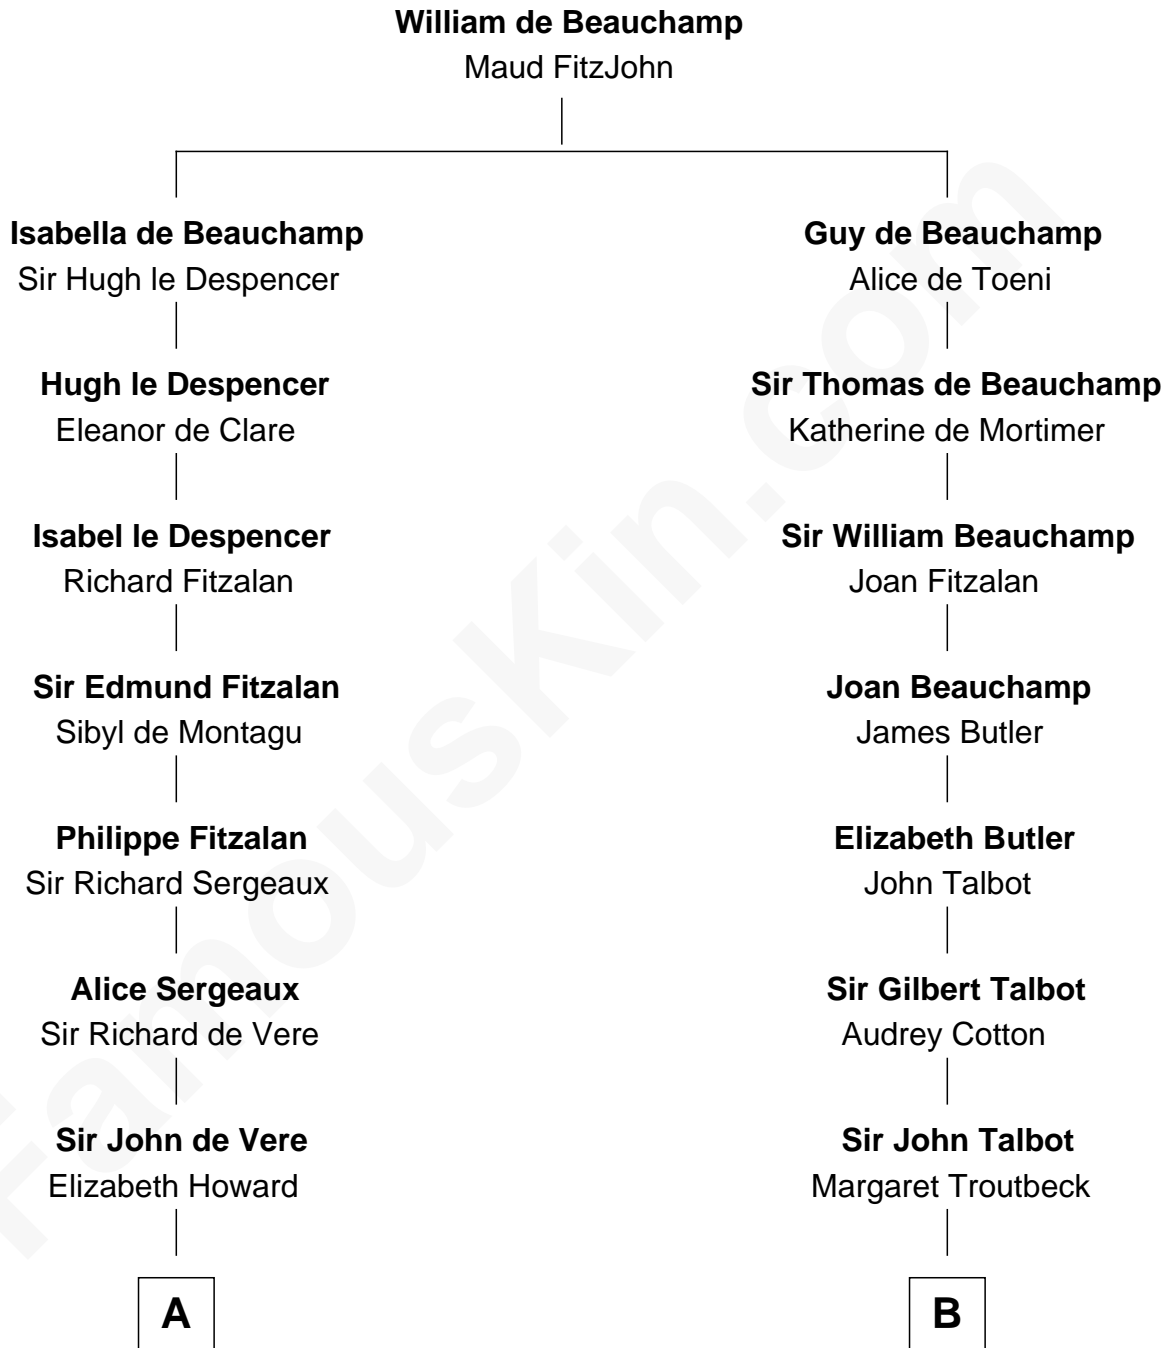 William de Beauchamp
Maud FitzJohn
Isabella de Beauchamp
Sir Hugh le Despencer
Guy de Beauchamp
Alice de Toeni
Hugh le Despencer
Eleanor de Clare
Sir Thomas de Beauchamp
Katherine de Mortimer
Isabel le Despencer
Richard Fitzalan
Sir William Beauchamp
Joan Fitzalan
Sir Edmund Fitzalan
Sibyl de Montagu
Joan Beauchamp
James Butler
Philippe Fitzalan
Sir Richard Sergeaux
Elizabeth Butler
John Talbot
Alice Sergeaux
Sir Richard de Vere
Sir Gilbert Talbot
Audrey Cotton
Sir John de Vere
Elizabeth Howard
Sir John Talbot
Margaret Troutbeck
A
B
FamousKin.com